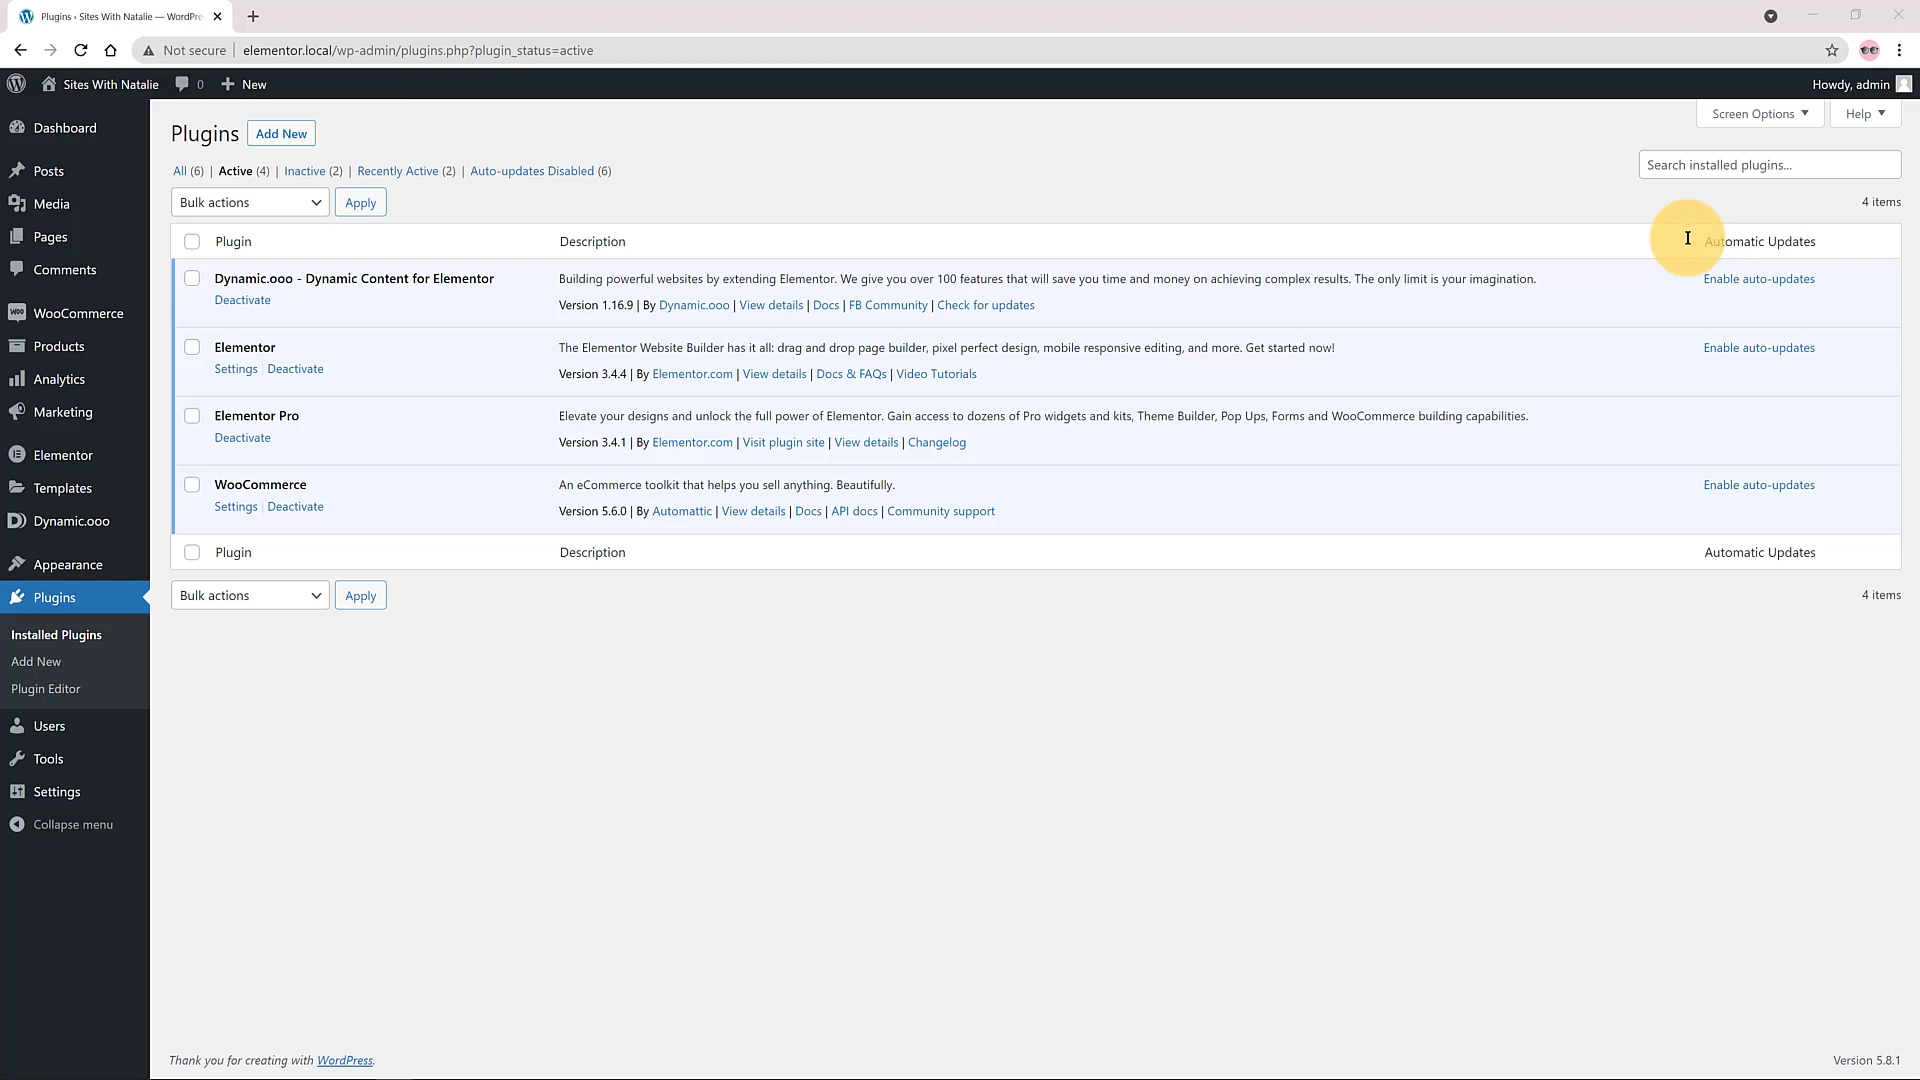 Plugins ‹ Sites With Natalie — WordPre
Not secure elementor.local/wp-admin/plugins.php?plugin_status=active
Sites With Natalie 0 New Howdy, admin
Screen Options Help
Dashboard
Posts
Media
Pages
Comments
WooCommerce
Products
Analytics
Marketing
Elementor
Templates
Dynamic.ooo
Appearance
Plugins
Installed Plugins
Add New
Plugin Editor
Users
Tools
Settings
Collapse menu
Plugins Add New
All (6) | Active (4) | Inactive (2) | Recently Active (2) | Auto-updates Disabled (6)
Search installed plugins...
Bulk actions Apply 4 items
Plugin Description Automatic Updates
Dynamic.ooo - Dynamic Content for Elementor Building powerful websites by extending Elementor. We give you over 100 features that will save you time and money on achieving complex results. The only limit is your imagination. Enable auto-updates
Deactivate Version 1.16.9 | By Dynamic.ooo | View details | Docs | FB Community | Check for updates
Elementor The Elementor Website Builder has it all: drag and drop page builder, pixel perfect design, mobile responsive editing, and more. Get started now! Enable auto-updates
Settings | Deactivate Version 3.4.4 | By Elementor.com | View details | Docs & FAQs | Video Tutorials
Elementor Pro Elevate your designs and unlock the full power of Elementor. Gain access to dozens of Pro widgets and kits, Theme Builder, Pop Ups, Forms and WooCommerce building capabilities.
Deactivate Version 3.4.1 | By Elementor.com | Visit plugin site | View details | Changelog
WooCommerce An eCommerce toolkit that helps you sell anything. Beautifully. Enable auto-updates
Settings | Deactivate Version 5.6.0 | By Automattic | View details | Docs | API docs | Community support
Plugin Description Automatic Updates
Bulk actions Apply 4 items
Thank you for creating with WordPress. Version 5.8.1